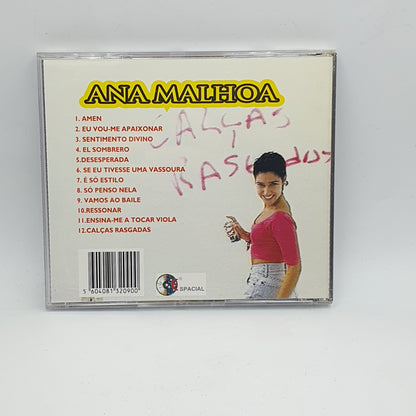 ANA MALHOA
CALÇAS
RASGADAS
1. AMEN
2. EU VOU-ME APAIXONAR
3. SENTIMENTO DIVINO
4. EL SOMBRERO
5.DESESPERADA
6. SE EU TIVESSE UMA VASSOURA
7. É SÓ ESTILO
8. SÓ PENSO NELA
9. VAMOS AO BAILE
10.RESSONAR
11.ENSINA-ME A TOCAR VIOLA
12.CALÇAS RASGADAS
5 604081 320900
SPACIAL